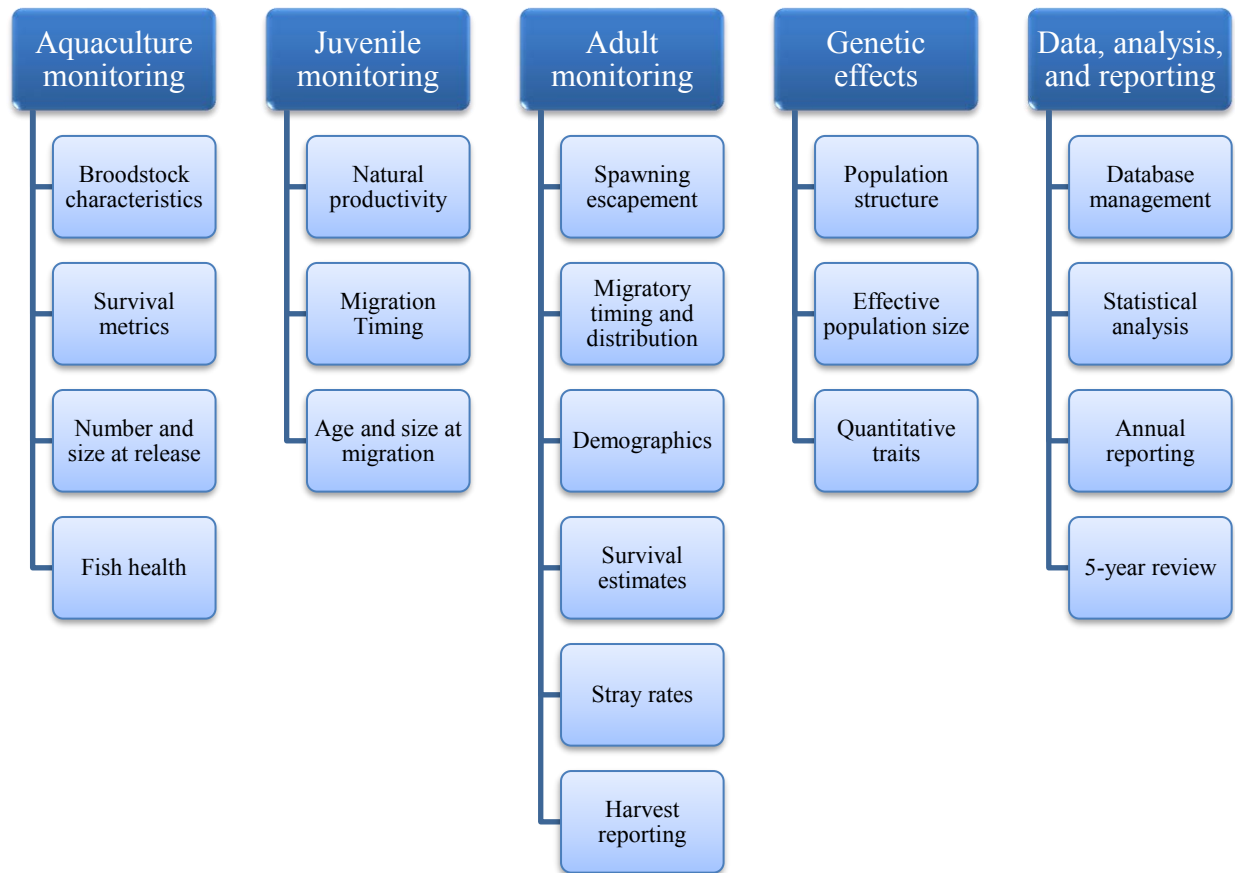 Aquaculture
monitoring
Broodstock
characteristics
Survival
metrics
Number and
size at release
Fish health
Juvenile
monitoring
Natural
productivity
Migration
Timing
Age and size at
migration
Adult
monitoring
Spawning
escapement
Migratory
timing and
distribution
Demographics
Survival
estimates
Stray rates
Harvest
reporting
Genetic
effects
Population
structure
Effective
population size
Quantitative
traits
Data, analysis,
and reporting
Database
management
Statistical
analysis
Annual
reporting
5-year review